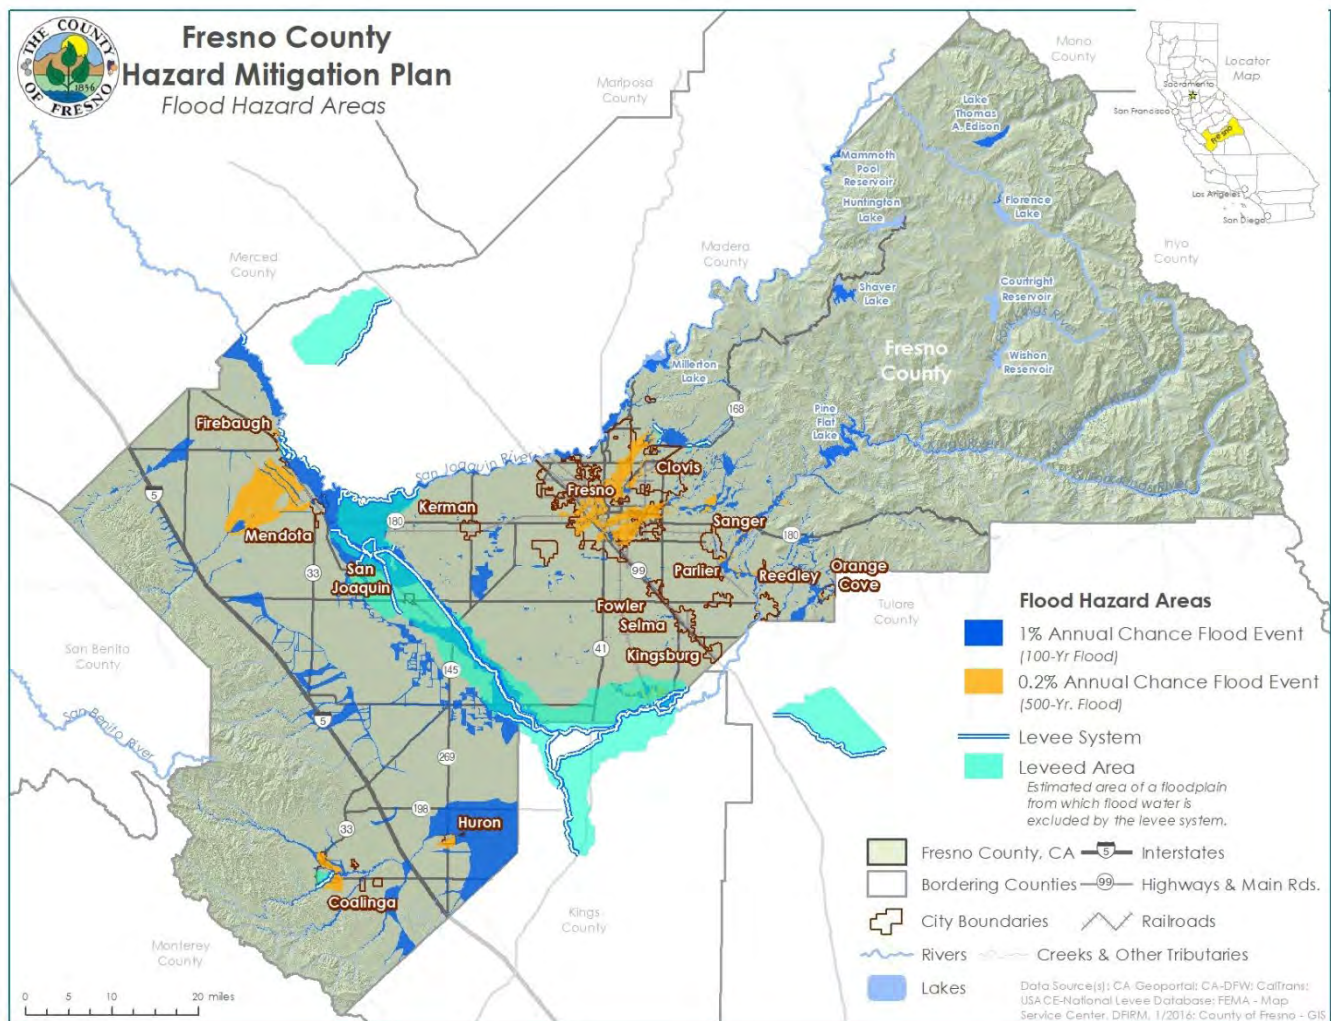 THE COUNTY
OF FRESNO
1856
Fresno County
Hazard Mitigation Plan
Flood Hazard Areas
Mono
County
Locator
Map
Sacramento
San Francisco
Fresno
Los Angeles
San Diego
Mariposa
County
Lake
Thomas
A. Edison
Mammoth
Pool
Reservoir
Huntington
Lake
Florence
Lake
Merced
County
Madera
County
Inyo
County
Shaver
Lake
Courtright
Reservoir
Fresno
County
Wishon
Reservoir
Millerton
Lake
168
Pine
Flat
Lake
Kings River
Firebaugh
San Joaquin River
Clovis
Fresno
5
Kerman
180
Mendota
Sanger
180
San
Joaquin
33
99
Parlier
Reedley
Orange
Cove
Tulare
County
Fowler
Selma
Kingsburg
41
145
San Benito
County
San Benito River
5
269
198
Huron
33
Coalinga
Kings
County
Monterey
County
Flood Hazard Areas
1% Annual Chance Flood Event
(100-Yr Flood)
0.2% Annual Chance Flood Event
(500-Yr. Flood)
Levee System
Leveed Area
Estimated area of a floodplain
from which flood water is
excluded by the levee system.
Fresno County, CA
5
Interstates
Bordering Counties
99
Highways & Main Rds.
City Boundaries
Railroads
Rivers
Creeks & Other Tributaries
Lakes
0 5 10 20 miles
Data Source(s): CA Geoportal; CA-DFW; CalTrans;
USACE-National Levee Database; FEMA - Map
Service Center, DFIRM, 1/2016; County of Fresno - GIS